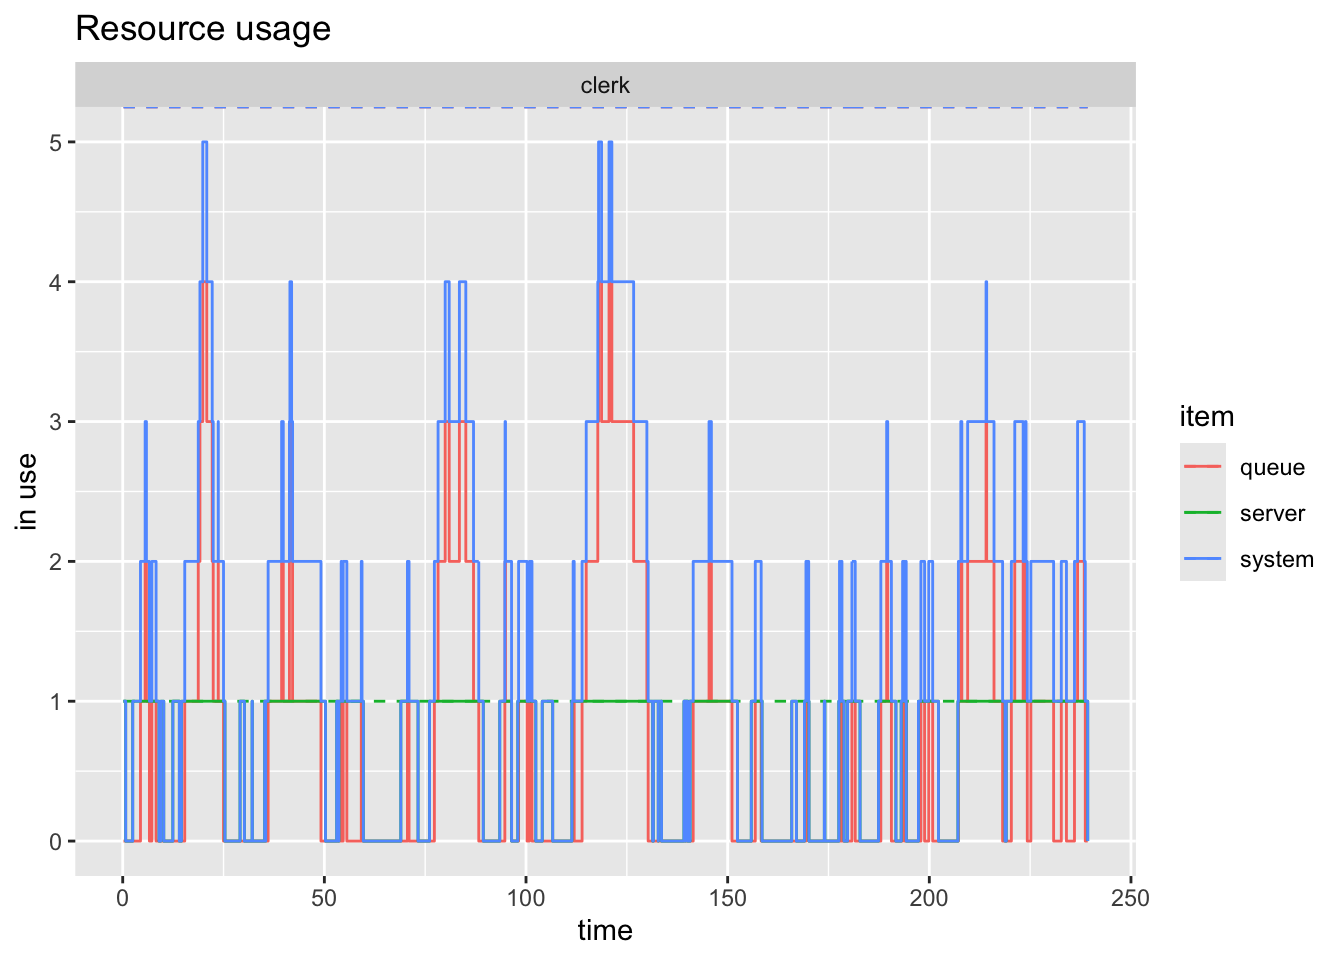 Resource usage
clerk
5
4
3
2
1
0
in use
0 50 100 150 200 250
time
item
queue
server
system